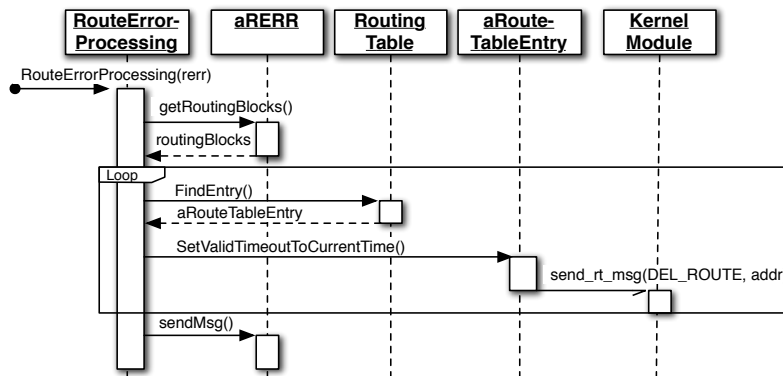 RouteError-
Processing
aRERR
Routing
Table
aRoute-
TableEntry
Kernel
Module
RouteErrorProcessing(rerr)
getRoutingBlocks()
routingBlocks
Loop
FindEntry()
aRouteTableEntry
SetValidTimeoutToCurrentTime()
send_rt_msg(DEL_ROUTE, addr
sendMsg()